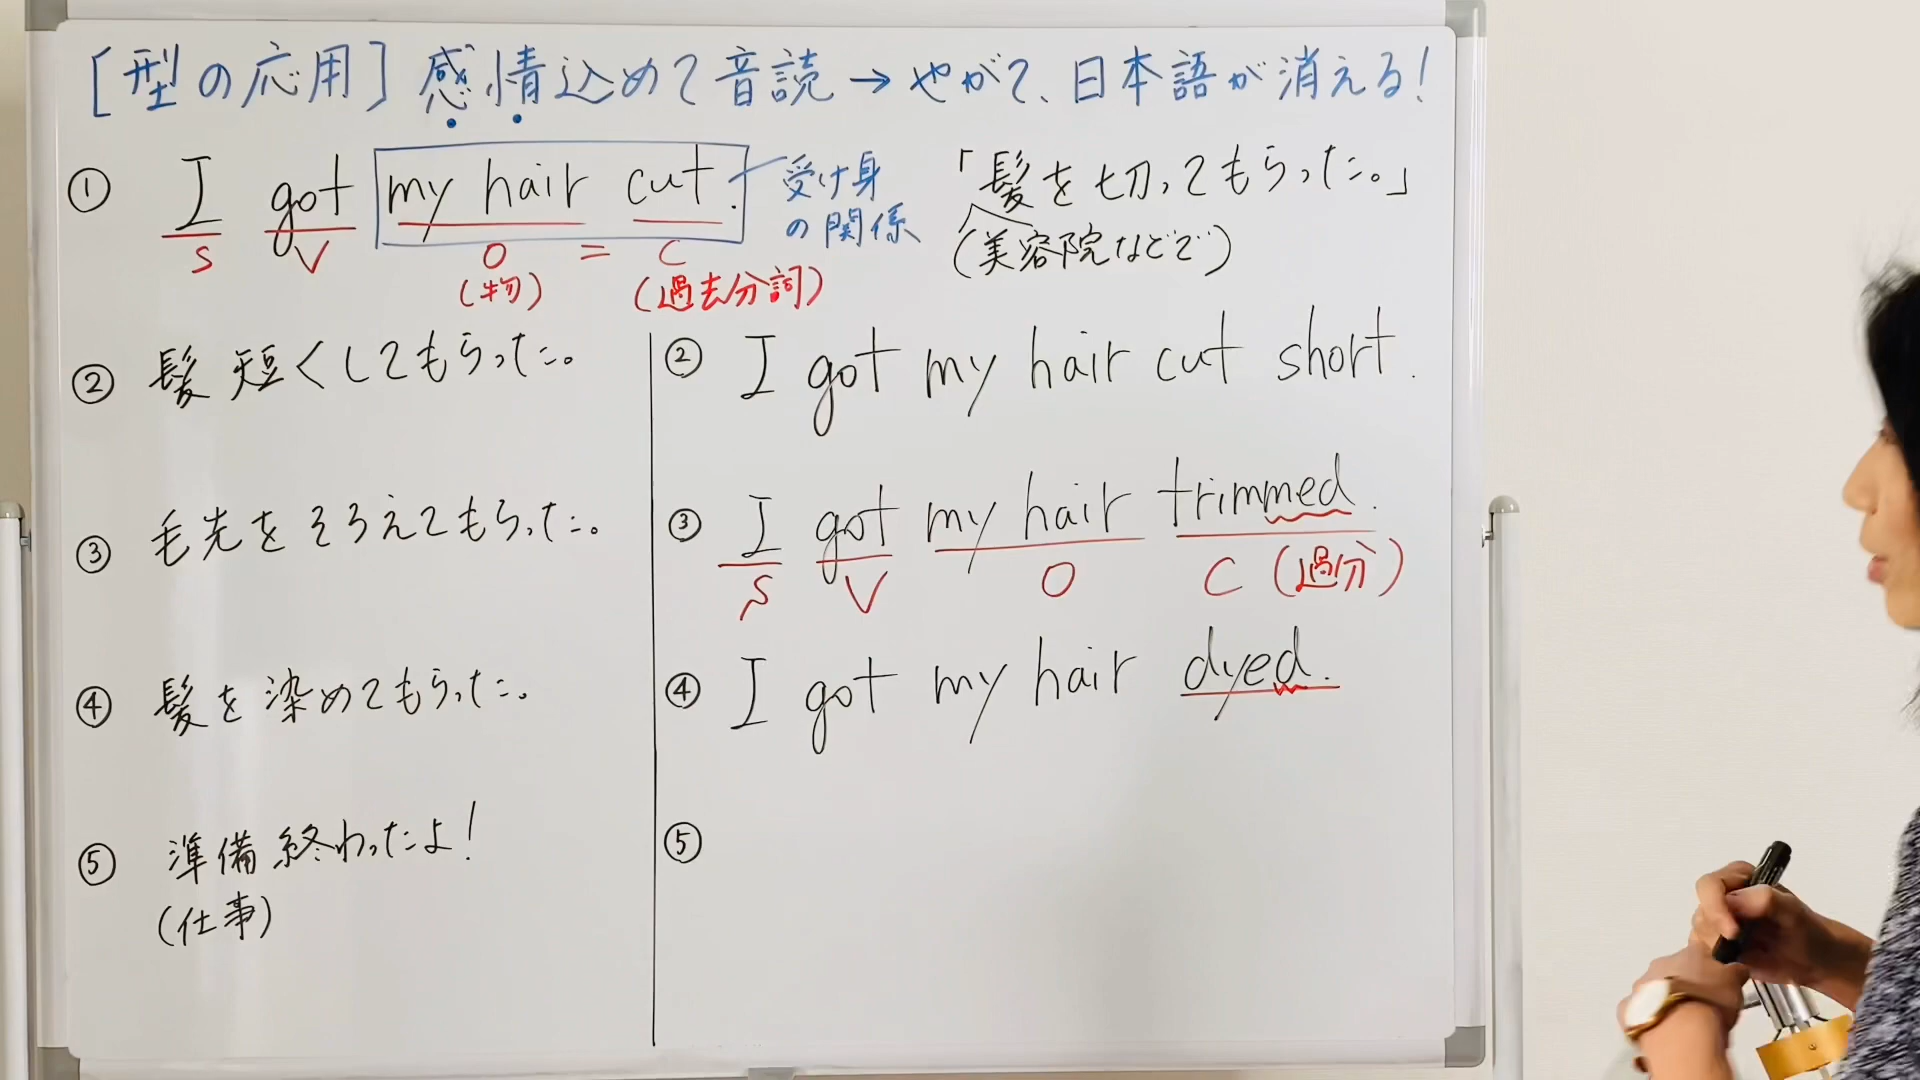 [型の応用] 感情込めて音読→やがて、日本語が消える!
① I got my hair cut. 受け身の関係 「髪を切ってもらった。」
S V O = C (美容院などで)
(物) (過去分詞)
② 髪短くしてもらった。
② I got my hair cut short.
③ 毛先をそろえてもらった。
③ I got my hair trimmed.
S V O C (過分)
④ 髪を染めてもらった。
④ I got my hair dyed.
⑤ 準備終わったよ!
(仕事)
⑤